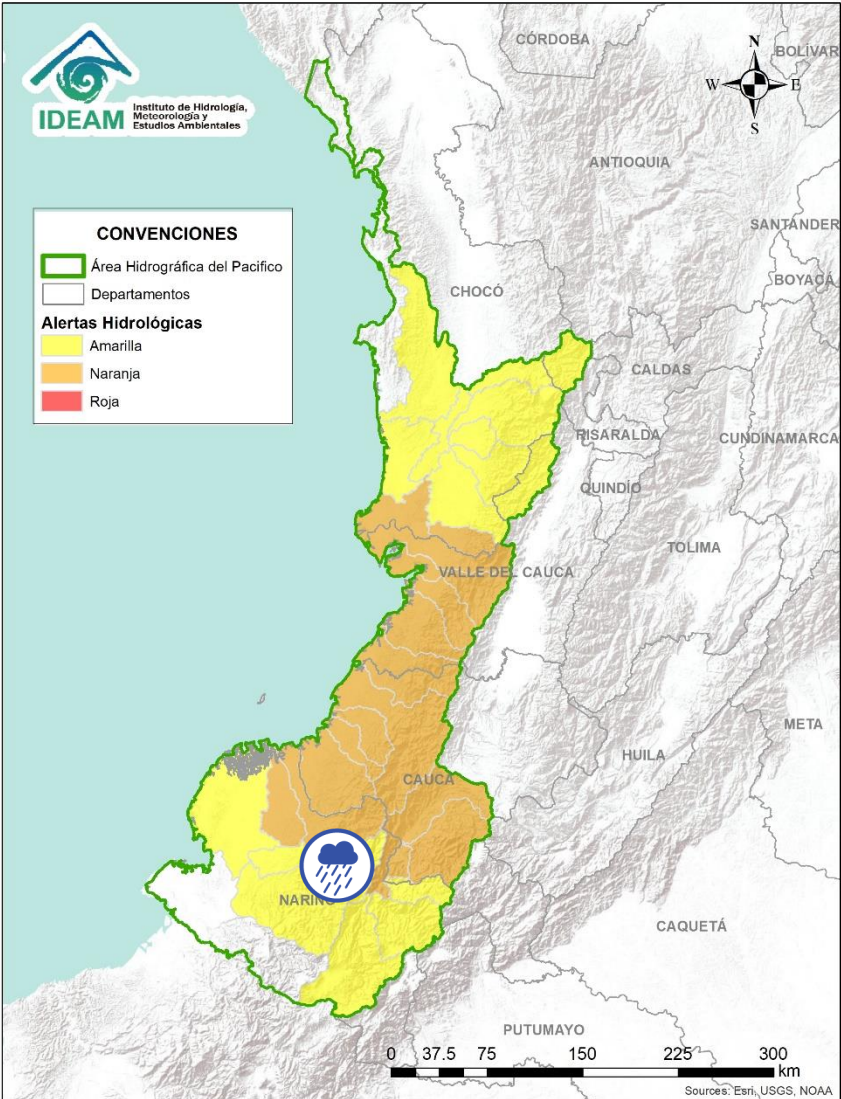 IDEAM
Instituto de Hidrología,
Meteorología y
Estudios Ambientales
CÓRDOBA
BOLÍVAR
N
W
E
S
ANTIOQUIA
SANTANDER
BOYACÁ
CHOCÓ
CONVENCIONES
Área Hidrográfica del Pacifico
Departamentos
Alertas Hidrológicas
Amarilla
Naranja
Roja
CALDAS
RISARALDA
CUNDINAMARCA
QUINDÍO
TOLIMA
VALLE DEL CAUCA
META
HUILA
CAUCA
NARIÑO
CAQUETÁ
PUTUMAYO
0 37.5 75 150 225 300
km
Sources: Esri, USGS, NOAA